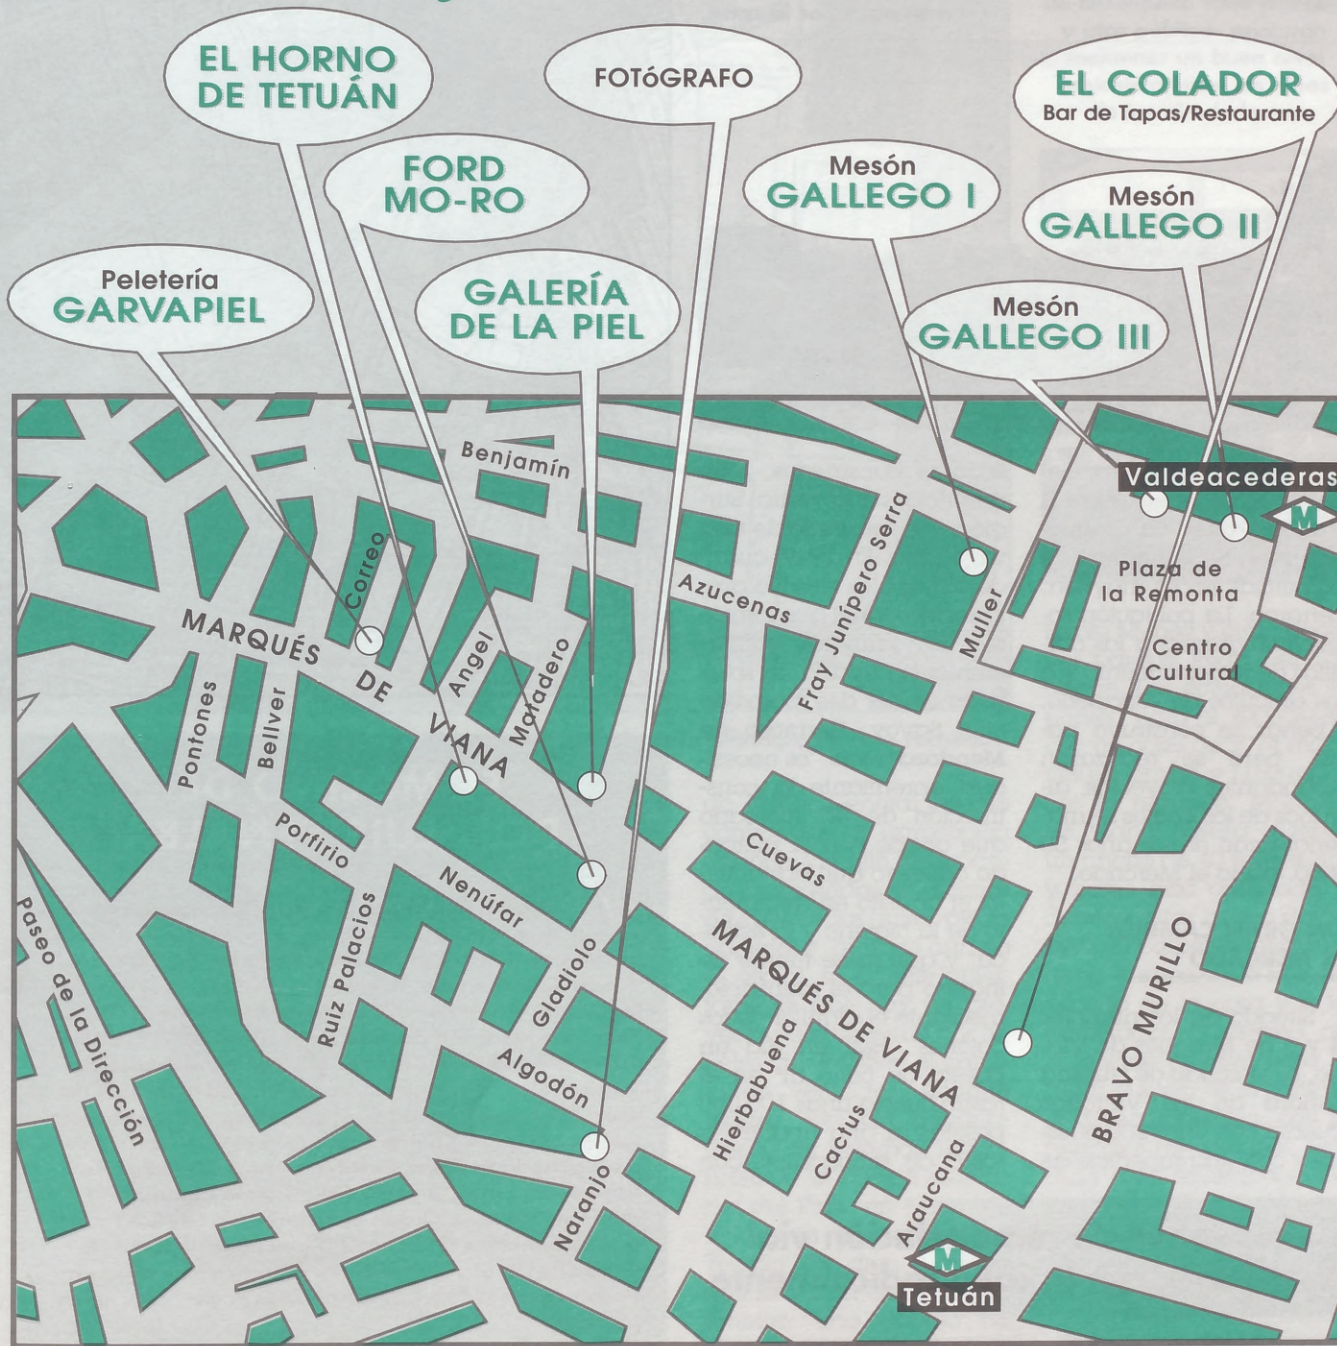 EL HORNO
DE TETUÁN
FOTóGRAFO
EL COLADOR
Bar de Tapas/Restaurante
FORD
MO-RO
Mesón
GALLEGO I
Mesón
GALLEGO II
Peletería
GARVAPIEL
GALERÍA
DE LA PIEL
Mesón
GALLEGO III
Benjamín
Valdeacederas
M
Correo
Fray Junípero Serra
Azucenas
Plaza de
la Remonta
MARQUÉS
DE
VIANA
Angel
Matadero
Muller
Centro
Cultural
Pontones
Bellver
Porfirio
Cuevas
Nenúfar
Ruiz Palacios
Paseo de la Dirección
Gladiolo
MARQUÉS DE VIANA
BRAVO MURILLO
Algodón
Hierbabuena
Cactus
Araucana
Naranjo
M
Tetuán